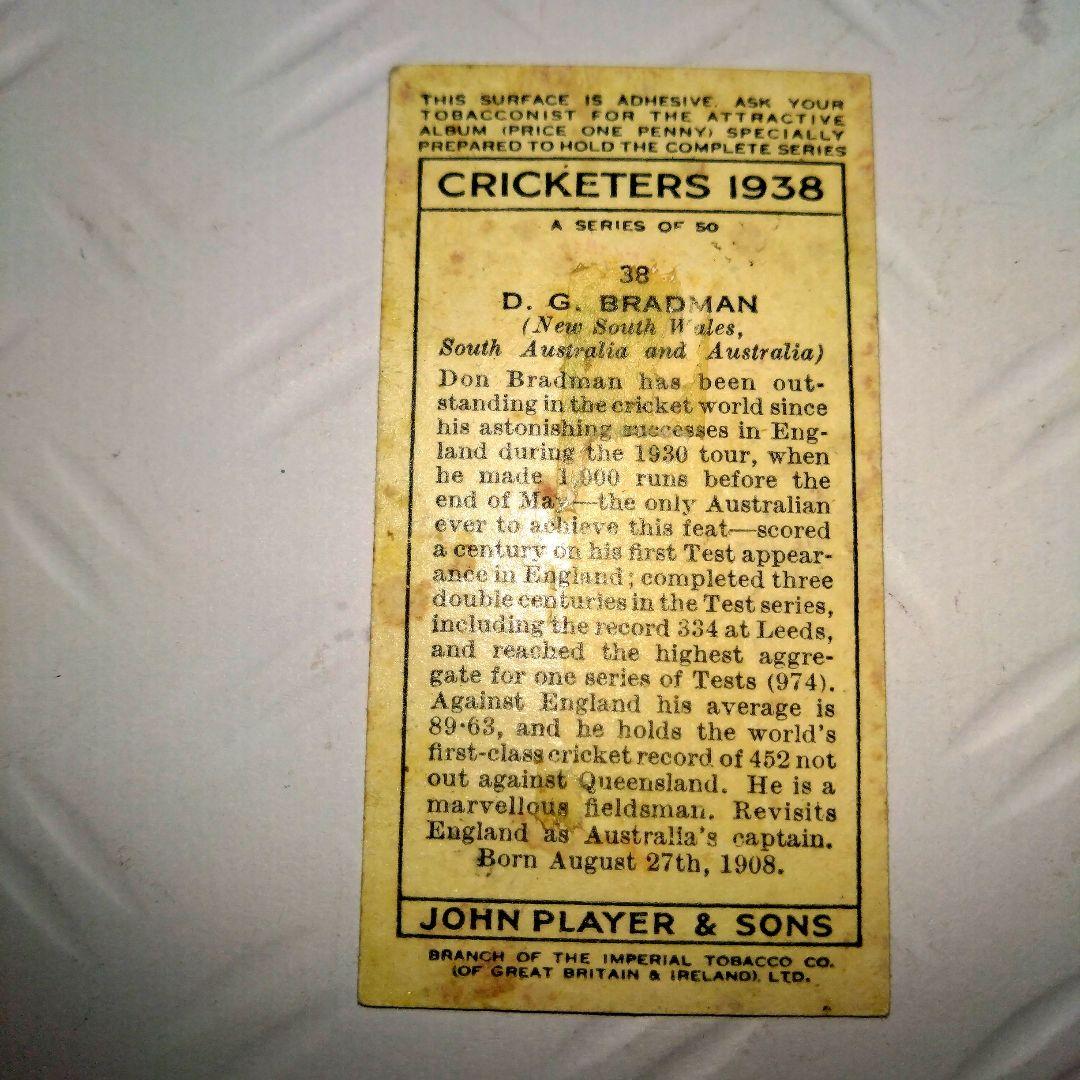 THIS SURFACE IS ADHESIVE. ASK YOUR
TOBACCONIST FOR THE ATTRACTIVE
ALBUM (PRICE ONE PENNY) SPECIALLY
PREPARED TO HOLD THE COMPLETE SERIES
CRICKETERS 1938
A SERIES OF 50
38
D. G. BRADMAN
(New South Wales,
South Australia and Australia)
Don Bradman has been out-
standing in the cricket world since
his astonishing successes in Eng-
land during the 1930 tour, when
he made 1,000 runs before the
end of May—the only Australian
ever to achieve this feat—scored
a century on his first Test appear-
ance in England; completed three
double centuries in the Test series,
including the record 334 at Leeds,
and reached the highest aggre-
gate for one series of Tests (974).
Against England his average is
89·63, and he holds the world's
first-class cricket record of 452 not
out against Queensland. He is a
marvellous fieldsman. Revisits
England as Australia's captain.
Born August 27th, 1908.
JOHN PLAYER & SONS
BRANCH OF THE IMPERIAL TOBACCO CO.
(OF GREAT BRITAIN & IRELAND), LTD.